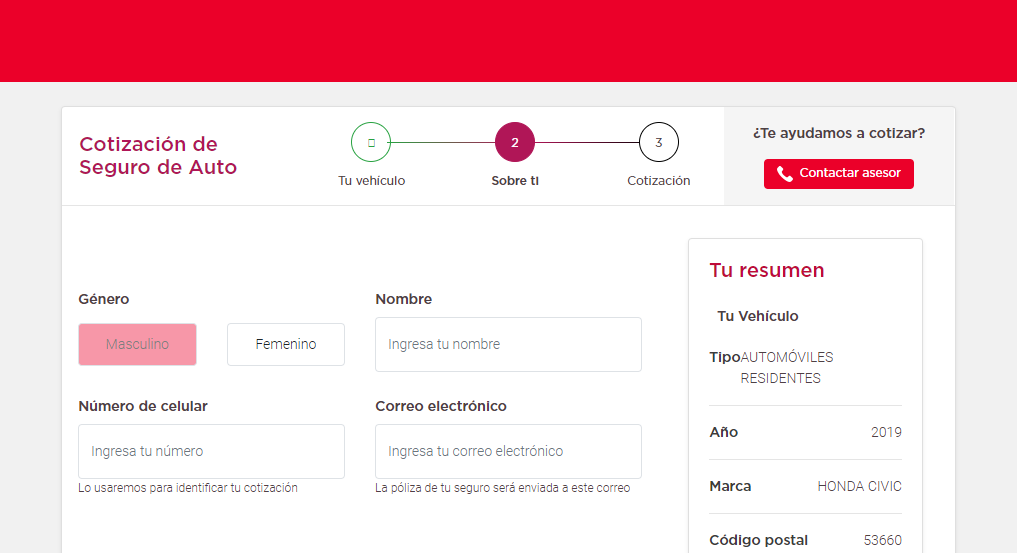 Cotización de
Seguro de Auto
2
3
Tu vehículo
Sobre tI
Cotización
¿Te ayudamos a cotizar?
Contactar asesor
Género
Masculino
Femenino
Nombre
Ingresa tu nombre
Número de celular
Ingresa tu número
Lo usaremos para identificar tu cotización
Correo electrónico
Ingresa tu correo electrónico
La póliza de tu seguro será enviada a este correo
Tu resumen
Tu Vehículo
Tipo AUTOMÓVILES
RESIDENTES
Año 2019
Marca HONDA CIVIC
Código postal 53660